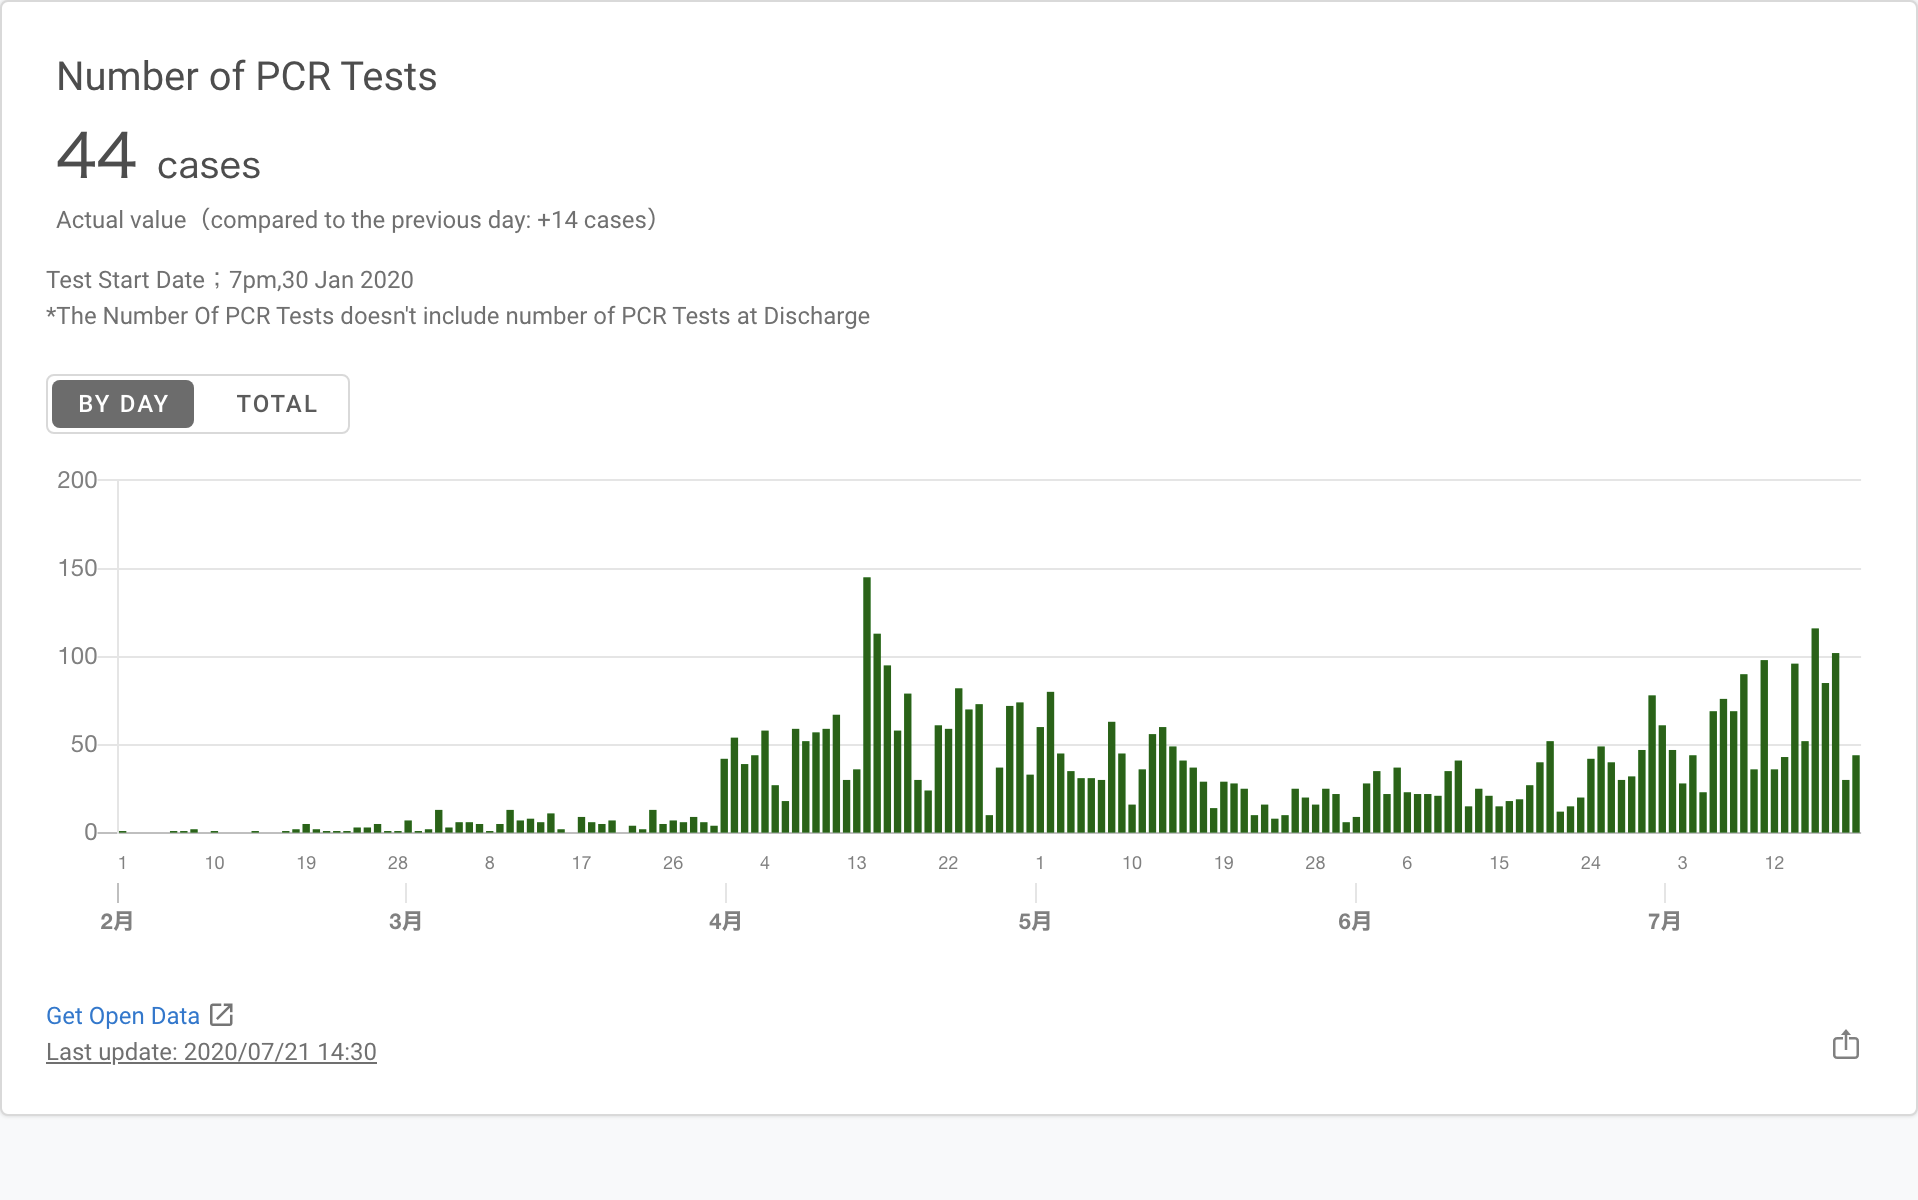 Number of PCR Tests
44 cases
Actual value（compared to the previous day: +14 cases）
Test Start Date；7pm,30 Jan 2020
*The Number Of PCR Tests doesn't include number of PCR Tests at Discharge
BY DAY TOTAL
200
150
100
50
0
1 10 19 28 8 17 26 4 13 22 1 10 19 28 6 15 24 3 12
2月 3月 4月 5月 6月 7月
Get Open Data
Last update: 2020/07/21 14:30